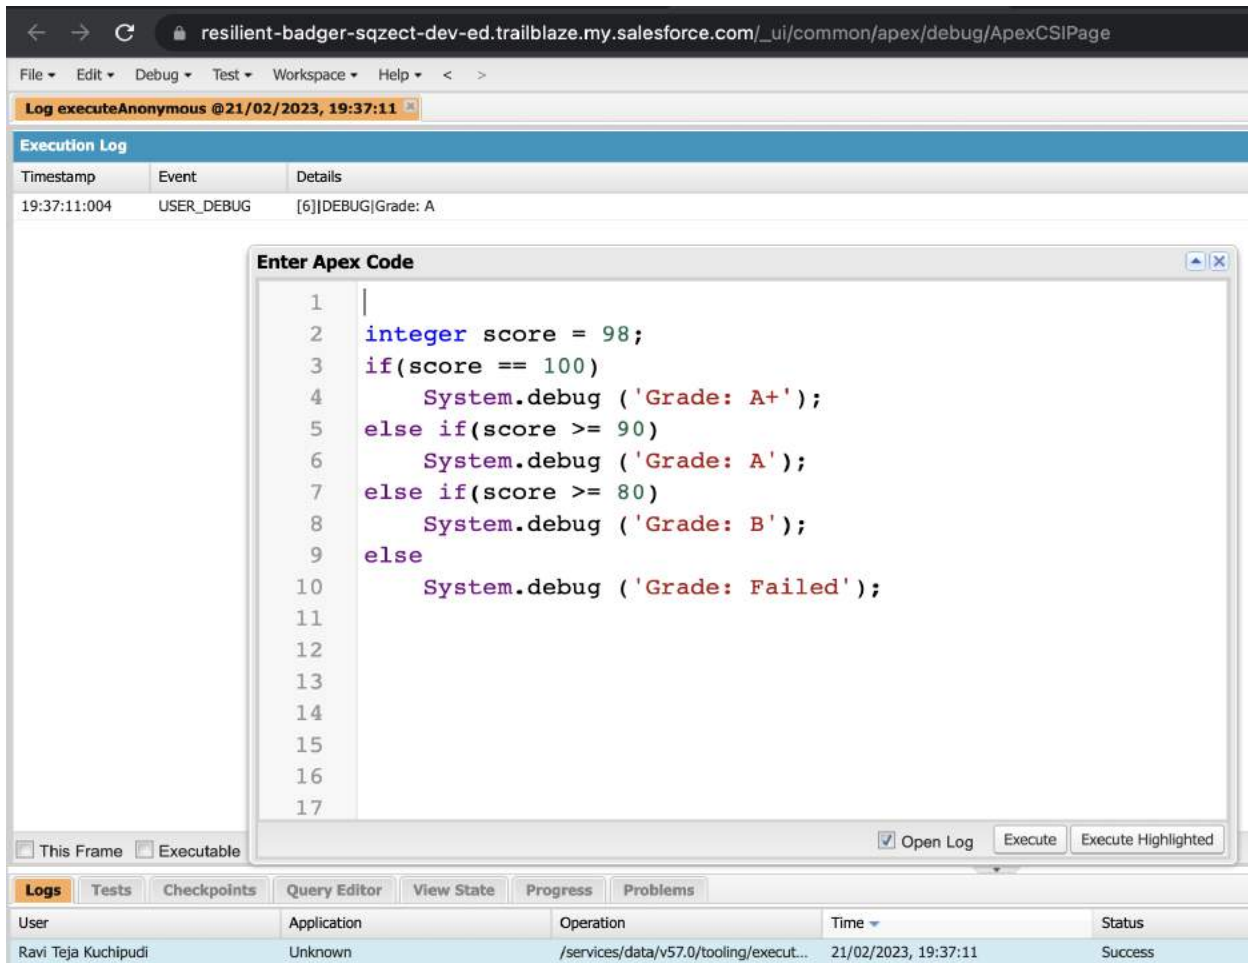 resilient-badger-sqzect-dev-ed.trailblaze.my.salesforce.com/_ui/common/apex/debug/ApexCSIPage
File Edit Debug Test Workspace Help < >
Log executeAnonymous @21/02/2023, 19:37:11
Execution Log
Timestamp Event Details
19:37:11:004 USER_DEBUG [6]|DEBUG|Grade: A
Enter Apex Code
1
2 integer score = 98;
3 if(score == 100)
4 System.debug ('Grade: A+');
5 else if(score >= 90)
6 System.debug ('Grade: A');
7 else if(score >= 80)
8 System.debug ('Grade: B');
9 else
10 System.debug ('Grade: Failed');
11
12
13
14
15
16
17
This Frame Executable Open Log Execute Execute Highlighted
Logs Tests Checkpoints Query Editor View State Progress Problems
User Application Operation Time Status
Ravi Teja Kuchipudi Unknown /services/data/v57.0/tooling/execut... 21/02/2023, 19:37:11 Success